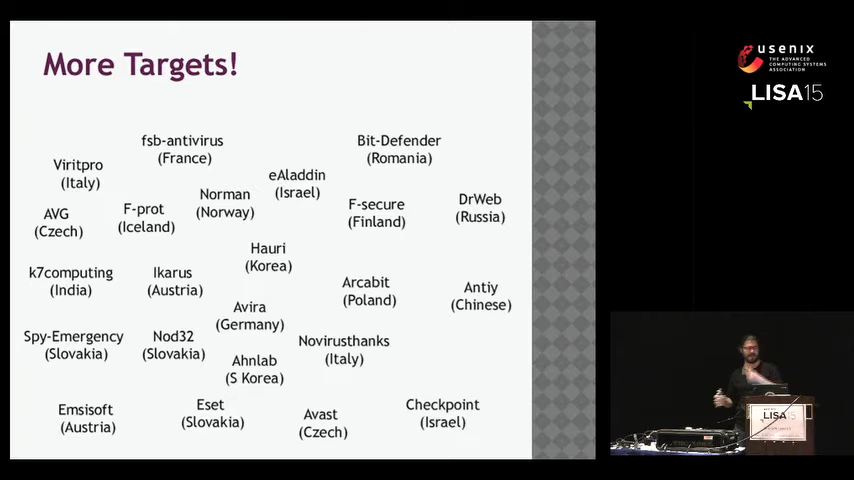 More Targets!
fsb-antivirus
(France)
Bit-Defender
(Romania)
Viritpro
(Italy)
eAladdin
(Israel)
Norman
(Norway)
F-secure
(Finland)
DrWeb
(Russia)
AVG
(Czech)
F-prot
(Iceland)
Hauri
(Korea)
k7computing
(India)
Ikarus
(Austria)
Arcabit
(Poland)
Antiy
(Chinese)
Avira
(Germany)
Spy-Emergency
(Slovakia)
Nod32
(Slovakia)
Novirusthanks
(Italy)
Ahnlab
(S Korea)
Emsisoft
(Austria)
Eset
(Slovakia)
Avast
(Czech)
Checkpoint
(Israel)
usenix
THE ADVANCED
COMPUTING SYSTEMS
ASSOCIATION
LISA15
LISA15